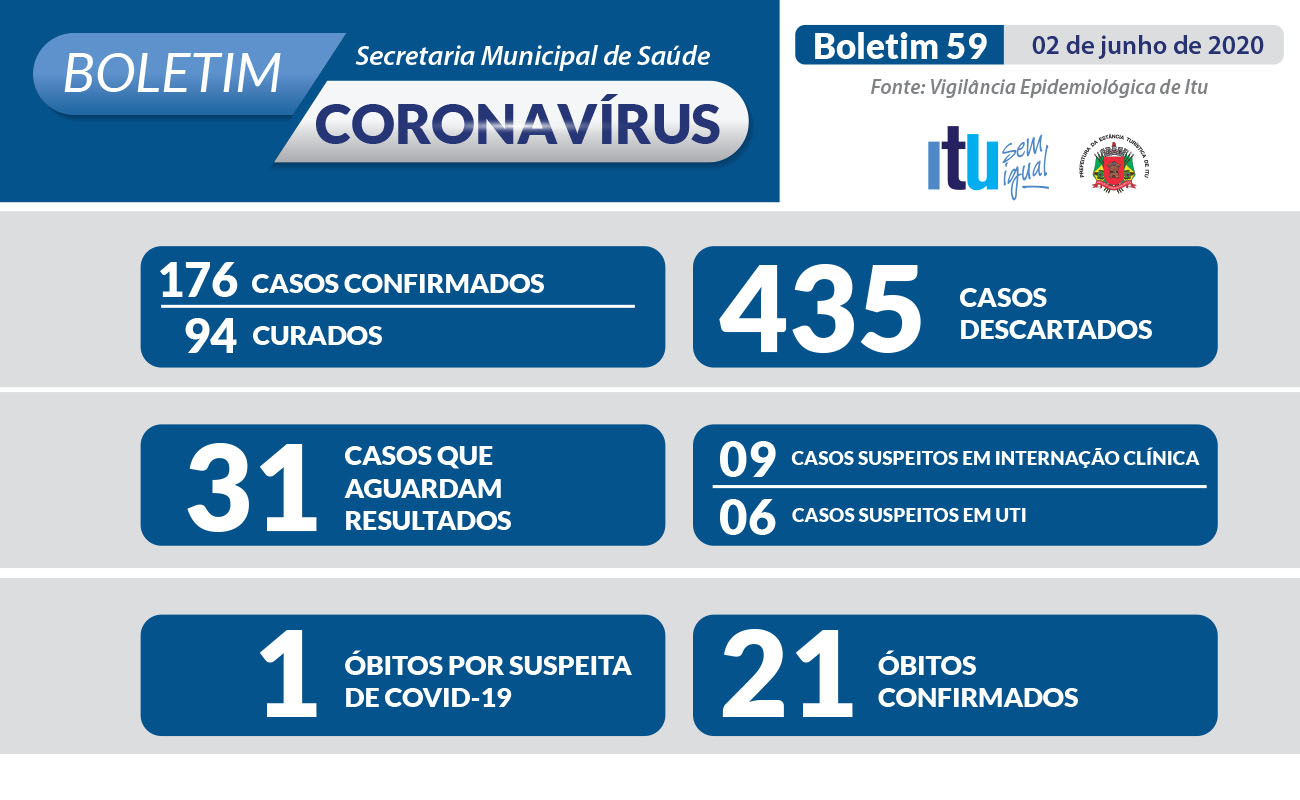 BOLETIM
Secretaria Municipal de Saúde
CORONAVÍRUS
Boletim 59
02 de junho de 2020
Fonte: Vigilância Epidemiológica de Itu
itu
sem
igual
PREFEITURA DA ESTÂNCIA TURÍSTICA DE ITU
176 CASOS CONFIRMADOS
94 CURADOS
435 CASOS
DESCARTADOS
31 CASOS QUE
AGUARDAM
RESULTADOS
09 CASOS SUSPEITOS EM INTERNAÇÃO CLÍNICA
06 CASOS SUSPEITOS EM UTI
1 ÓBITOS POR SUSPEITA
DE COVID-19
21 ÓBITOS
CONFIRMADOS